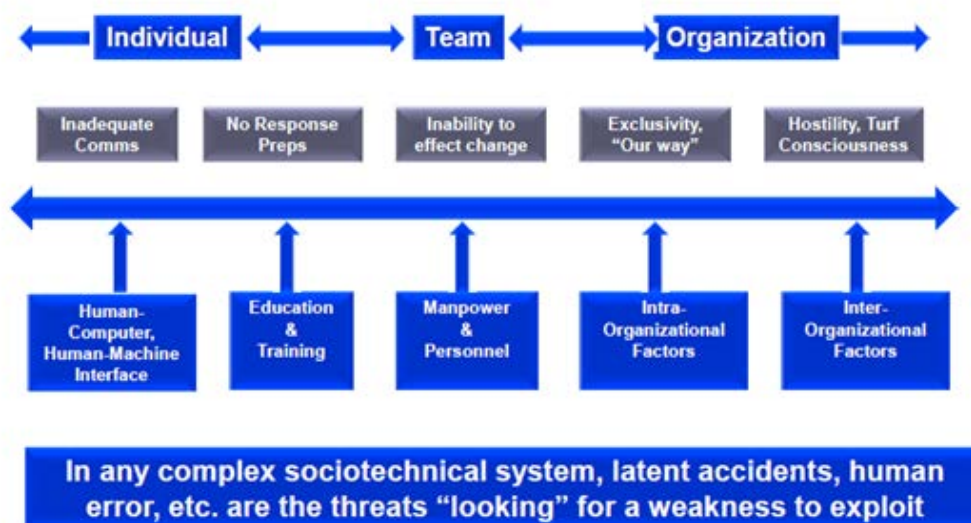 Individual
Team
Organization
Inadequate
Comms
No Response
Preps
Inability to
effect change
Exclusivity,
“Our way”
Hostility, Turf
Consciousness
Human-
Computer,
Human-Machine
Interface
Education
&
Training
Manpower
&
Personnel
Intra-
Organizational
Factors
Inter-
Organizational
Factors
In any complex sociotechnical system, latent accidents, human
error, etc. are the threats “looking” for a weakness to exploit